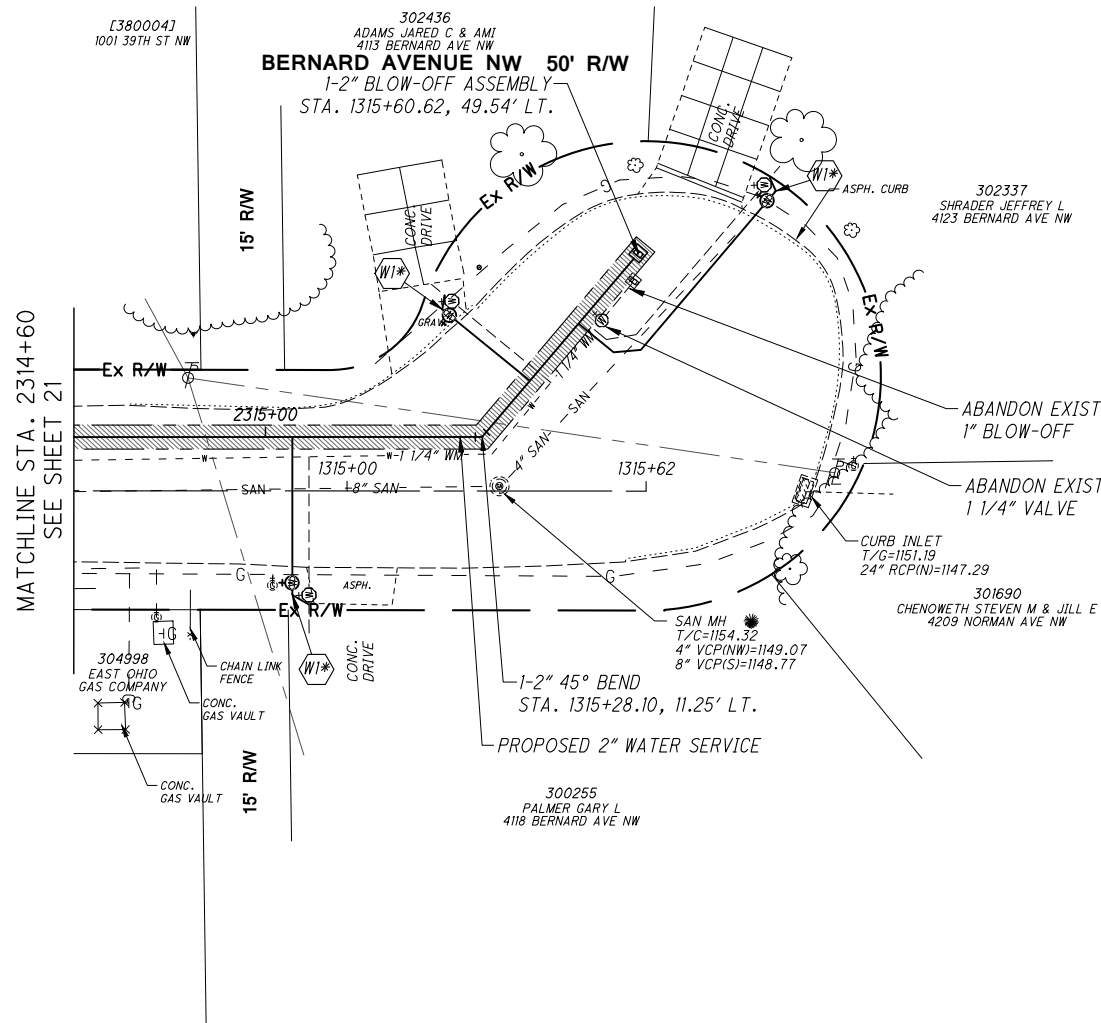 [380004]
1001 39TH ST NW
302436
ADAMS JARED C & AMI
4113 BERNARD AVE NW
BERNARD AVENUE NW 50' R/W
1-2" BLOW-OFF ASSEMBLY
STA. 1315+60.62, 49.54' LT.
15' R/W
CONC.
DRIVE
CONC.
DRIVE
Ex R/W
W1*
ASPH. CURB
302337
SHRADER JEFFREY L
4123 BERNARD AVE NW
W1*
GRAV.
Ex R/W
Ex R/W
MATCHLINE STA. 2314+60
SEE SHEET 21
2315+00
1 1/4" WM
SAN
ABANDON EXIST
1" BLOW-OFF
W-1 1/4" WM
4" SAN
1315+00
1315+62
SAN
8" SAN
ABANDON EXIST
1 1/4" VALVE
CURB INLET
T/G=1151.19
24" RCP(N)=1147.29
G
ASPH.
G
Ex R/W
301690
CHENOWETH STEVEN M & JILL E
4209 NORMAN AVE NW
SAN MH
T/C=1154.32
4" VCP(NW)=1149.07
8" VCP(S)=1148.77
304998
EAST OHIO
GAS COMPANY
CHAIN LINK
FENCE
W1*
CONC.
DRIVE
CONC.
GAS VAULT
1-2" 45° BEND
STA. 1315+28.10, 11.25' LT.
PROPOSED 2" WATER SERVICE
15' R/W
CONC.
GAS VAULT
300255
PALMER GARY L
4118 BERNARD AVE NW